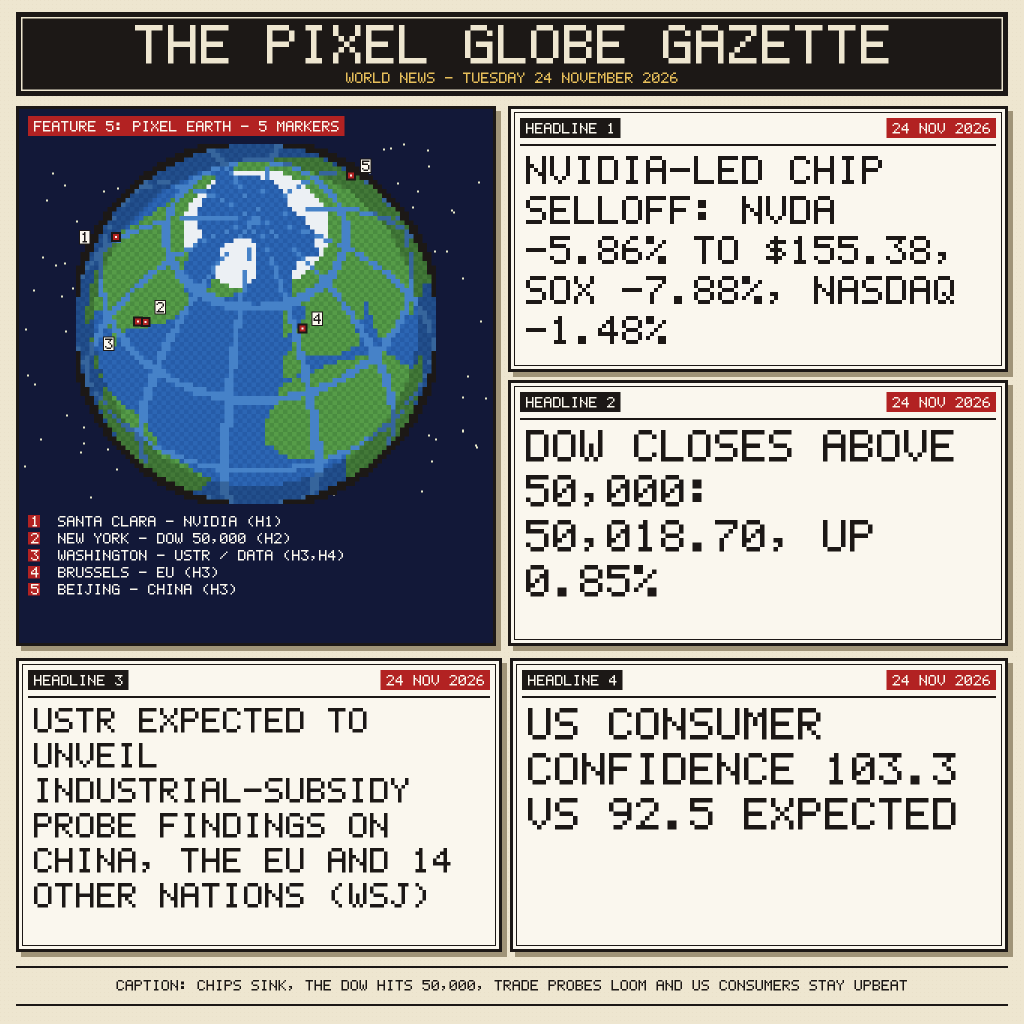 THE PIXEL GLOBE GAZETTE
WORLD NEWS - TUESDAY 24 NOVEMBER 2026
FEATURE 5: PIXEL EARTH - 5 MARKERS
5
1
2
4
3
1 SANTA CLARA - NVIDIA (H1)
2 NEW YORK - DOW 50,000 (H2)
3 WASHINGTON - USTR / DATA (H3,H4)
4 BRUSSELS - EU (H3)
5 BEIJING - CHINA (H3)
HEADLINE 1
24 NOV 2026
NVIDIA-LED CHIP
SELLOFF: NVDA
-5.86% TO $155.38,
SOX -7.88%, NASDAQ
-1.48%
HEADLINE 2
24 NOV 2026
DOW CLOSES ABOVE
50,000:
50,018.70, UP
0.85%
HEADLINE 3
24 NOV 2026
USTR EXPECTED TO
UNVEIL
INDUSTRIAL-SUBSIDY
PROBE FINDINGS ON
CHINA, THE EU AND 14
OTHER NATIONS (WSJ)
HEADLINE 4
24 NOV 2026
US CONSUMER
CONFIDENCE 103.3
VS 92.5 EXPECTED
CAPTION: CHIPS SINK, THE DOW HITS 50,000, TRADE PROBES LOOM AND US CONSUMERS STAY UPBEAT